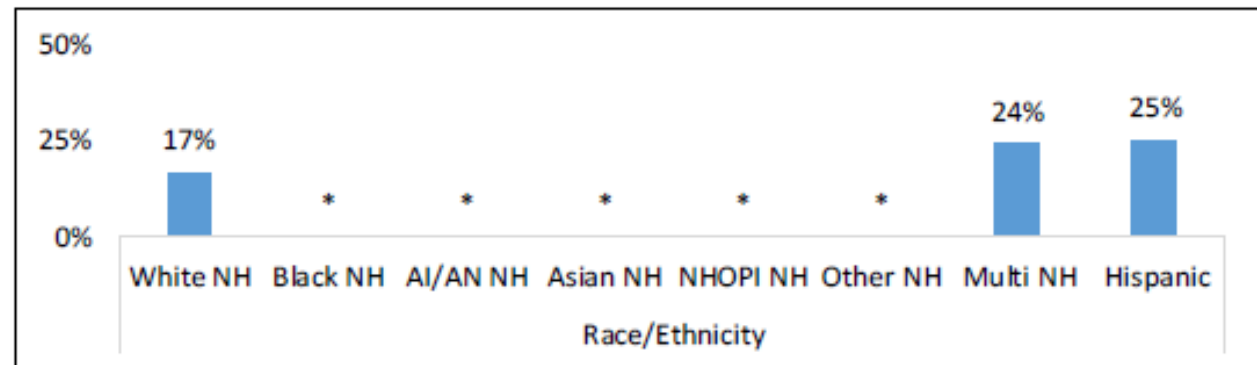 50%
25%
0%
17%
*
*
*
*
*
24%
25%
White NH
Black NH
AI/AN NH
Asian NH
NHOPI NH
Other NH
Multi NH
Hispanic
Race/Ethnicity